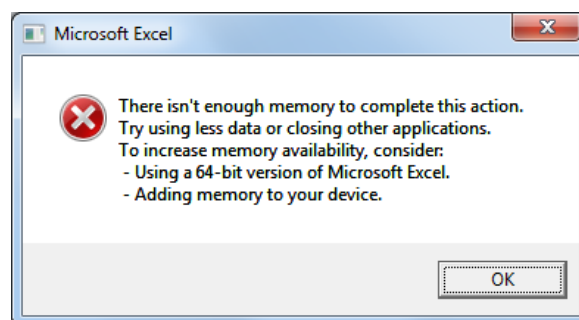 Microsoft Excel
There isn't enough memory to complete this action.
Try using less data or closing other applications.
To increase memory availability, consider:
- Using a 64-bit version of Microsoft Excel.
- Adding memory to your device.
OK